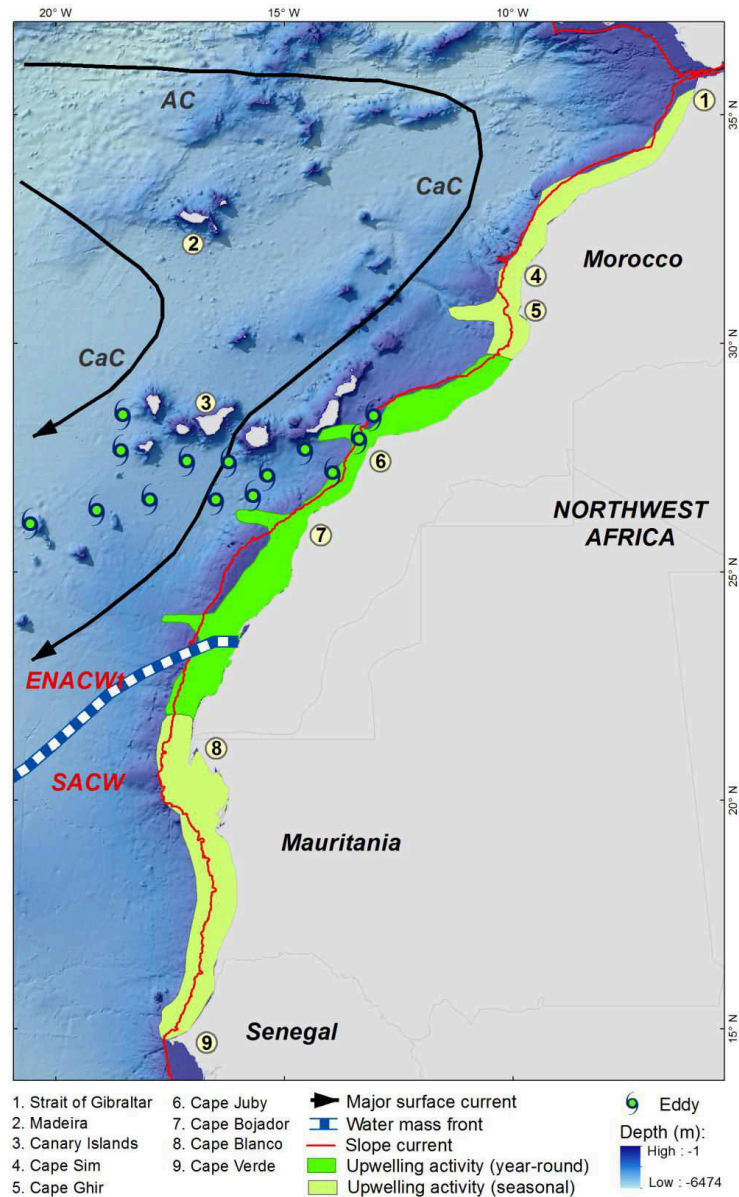 20° W
15° W
10° W
AC
CaC
1
35° N
2
Morocco
4
5
CaC
30° N
3
6
NORTHWEST
AFRICA
7
25° N
ENACWt
8
SACW
20° N
Mauritania
Senegal
9
15° N
1. Strait of Gibraltar
2. Madeira
3. Canary Islands
4. Cape Sim
5. Cape Ghir
6. Cape Juby
7. Cape Bojador
8. Cape Blanco
9. Cape Verde
Major surface current
Water mass front
Slope current
Upwelling activity (year-round)
Upwelling activity (seasonal)
Eddy
Depth (m):
High : -1
Low : -6474